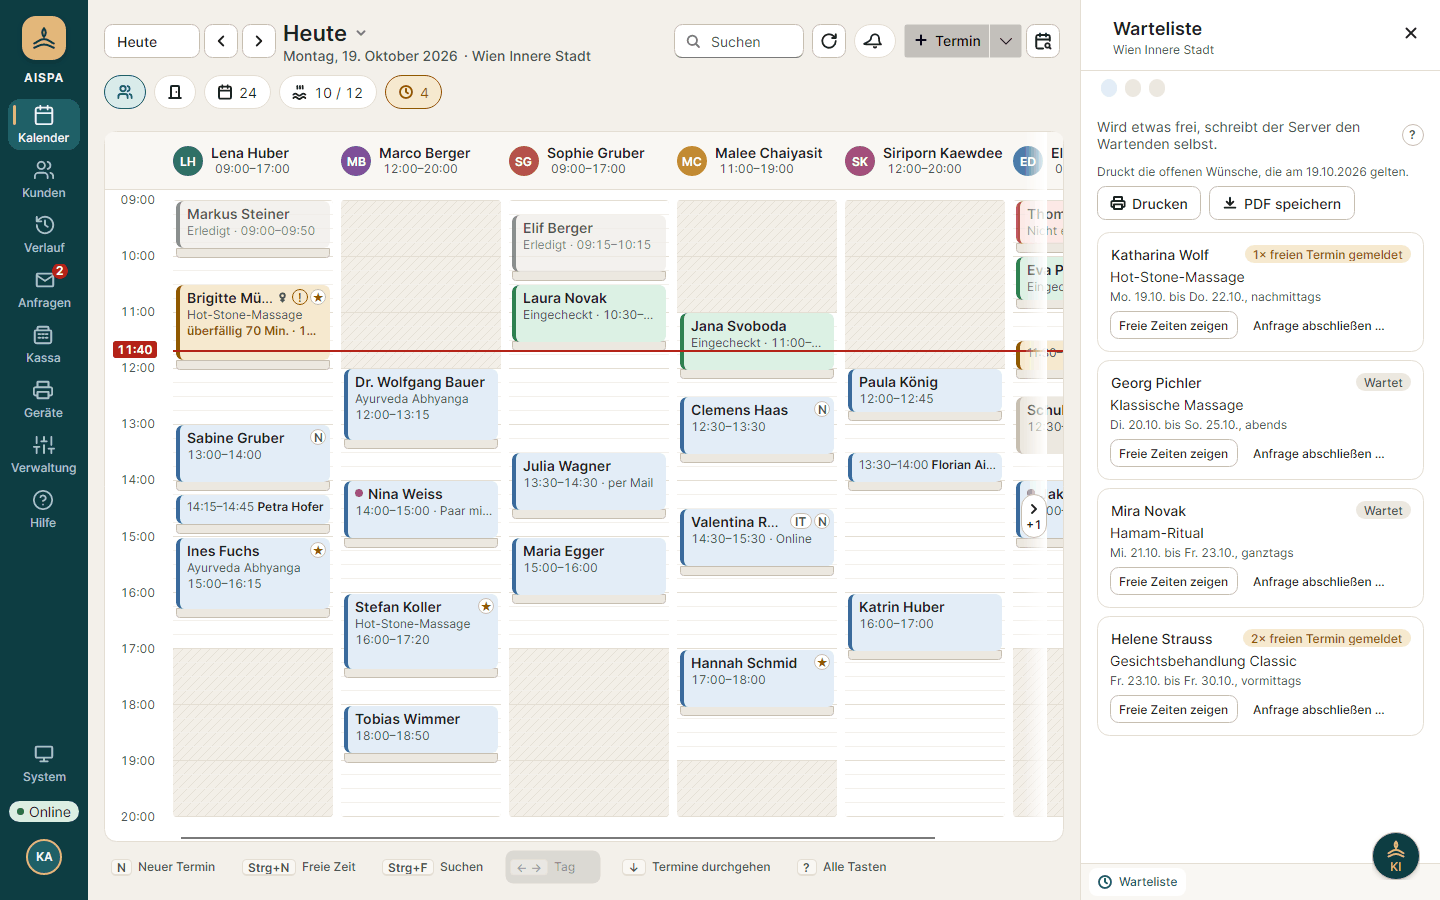 AISPA
Kalender
Kunden
Verlauf
2
Anfragen
Kassa
Geräte
Verwaltung
Hilfe
System
Online
KA
Heute
Heute
Montag, 19. Oktober 2026 · Wien Innere Stadt
Suchen
Termin
24
10 / 12
4
LH
Lena Huber
09:00–17:00
MB
Marco Berger
12:00–20:00
SG
Sophie Gruber
09:00–17:00
MC
Malee Chaiyasit
11:00–19:00
SK
Siriporn Kaewdee
12:00–20:00
ED
09:00
10:00
11:00
11:40
12:00
13:00
14:00
15:00
16:00
17:00
18:00
19:00
20:00
Markus Steiner
Erledigt · 09:00–09:50
Brigitte Mü...
Hot-Stone-Massage
überfällig 70 Min. · 1...
Sabine Gruber
N
13:00–14:00
14:15–14:45 Petra Hofer
Ines Fuchs
Ayurveda Abhyanga
15:00–16:15
Dr. Wolfgang Bauer
Ayurveda Abhyanga
12:00–13:15
Nina Weiss
14:00–15:00 · Paar mi...
Stefan Koller
Hot-Stone-Massage
16:00–17:20
Tobias Wimmer
18:00–18:50
Elif Berger
Erledigt · 09:15–10:15
Laura Novak
Eingecheckt · 10:30–...
Julia Wagner
13:30–14:30 · per Mail
Maria Egger
15:00–16:00
Jana Svoboda
Eingecheckt · 11:00–...
Clemens Haas
N
12:30–13:30
Valentina R...
IT
N
14:30–15:30 · Online
Hannah Schmid
17:00–18:00
Paula König
12:00–12:45
13:30–14:00 Florian Ai...
Katrin Huber
16:00–17:00
+1
N
Neuer Termin
Strg+N
Freie Zeit
Strg+F
Suchen
← →
Tag
↓
Termine durchgehen
?
Alle Tasten
Warteliste
Wien Innere Stadt
Wird etwas frei, schreibt der Server den
Wartenden selbst.
?
Druckt die offenen Wünsche, die am 19.10.2026 gelten.
Drucken
PDF speichern
Katharina Wolf
1× freien Termin gemeldet
Hot-Stone-Massage
Mo. 19.10. bis Do. 22.10., nachmittags
Freie Zeiten zeigen
Anfrage abschließen ...
Georg Pichler
Wartet
Klassische Massage
Di. 20.10. bis So. 25.10., abends
Freie Zeiten zeigen
Anfrage abschließen ...
Mira Novak
Wartet
Hamam-Ritual
Mi. 21.10. bis Fr. 23.10., ganztags
Freie Zeiten zeigen
Anfrage abschließen ...
Helene Strauss
2× freien Termin gemeldet
Gesichtsbehandlung Classic
Fr. 23.10. bis Fr. 30.10., vormittags
Freie Zeiten zeigen
Anfrage abschließen ...
KI
Warteliste